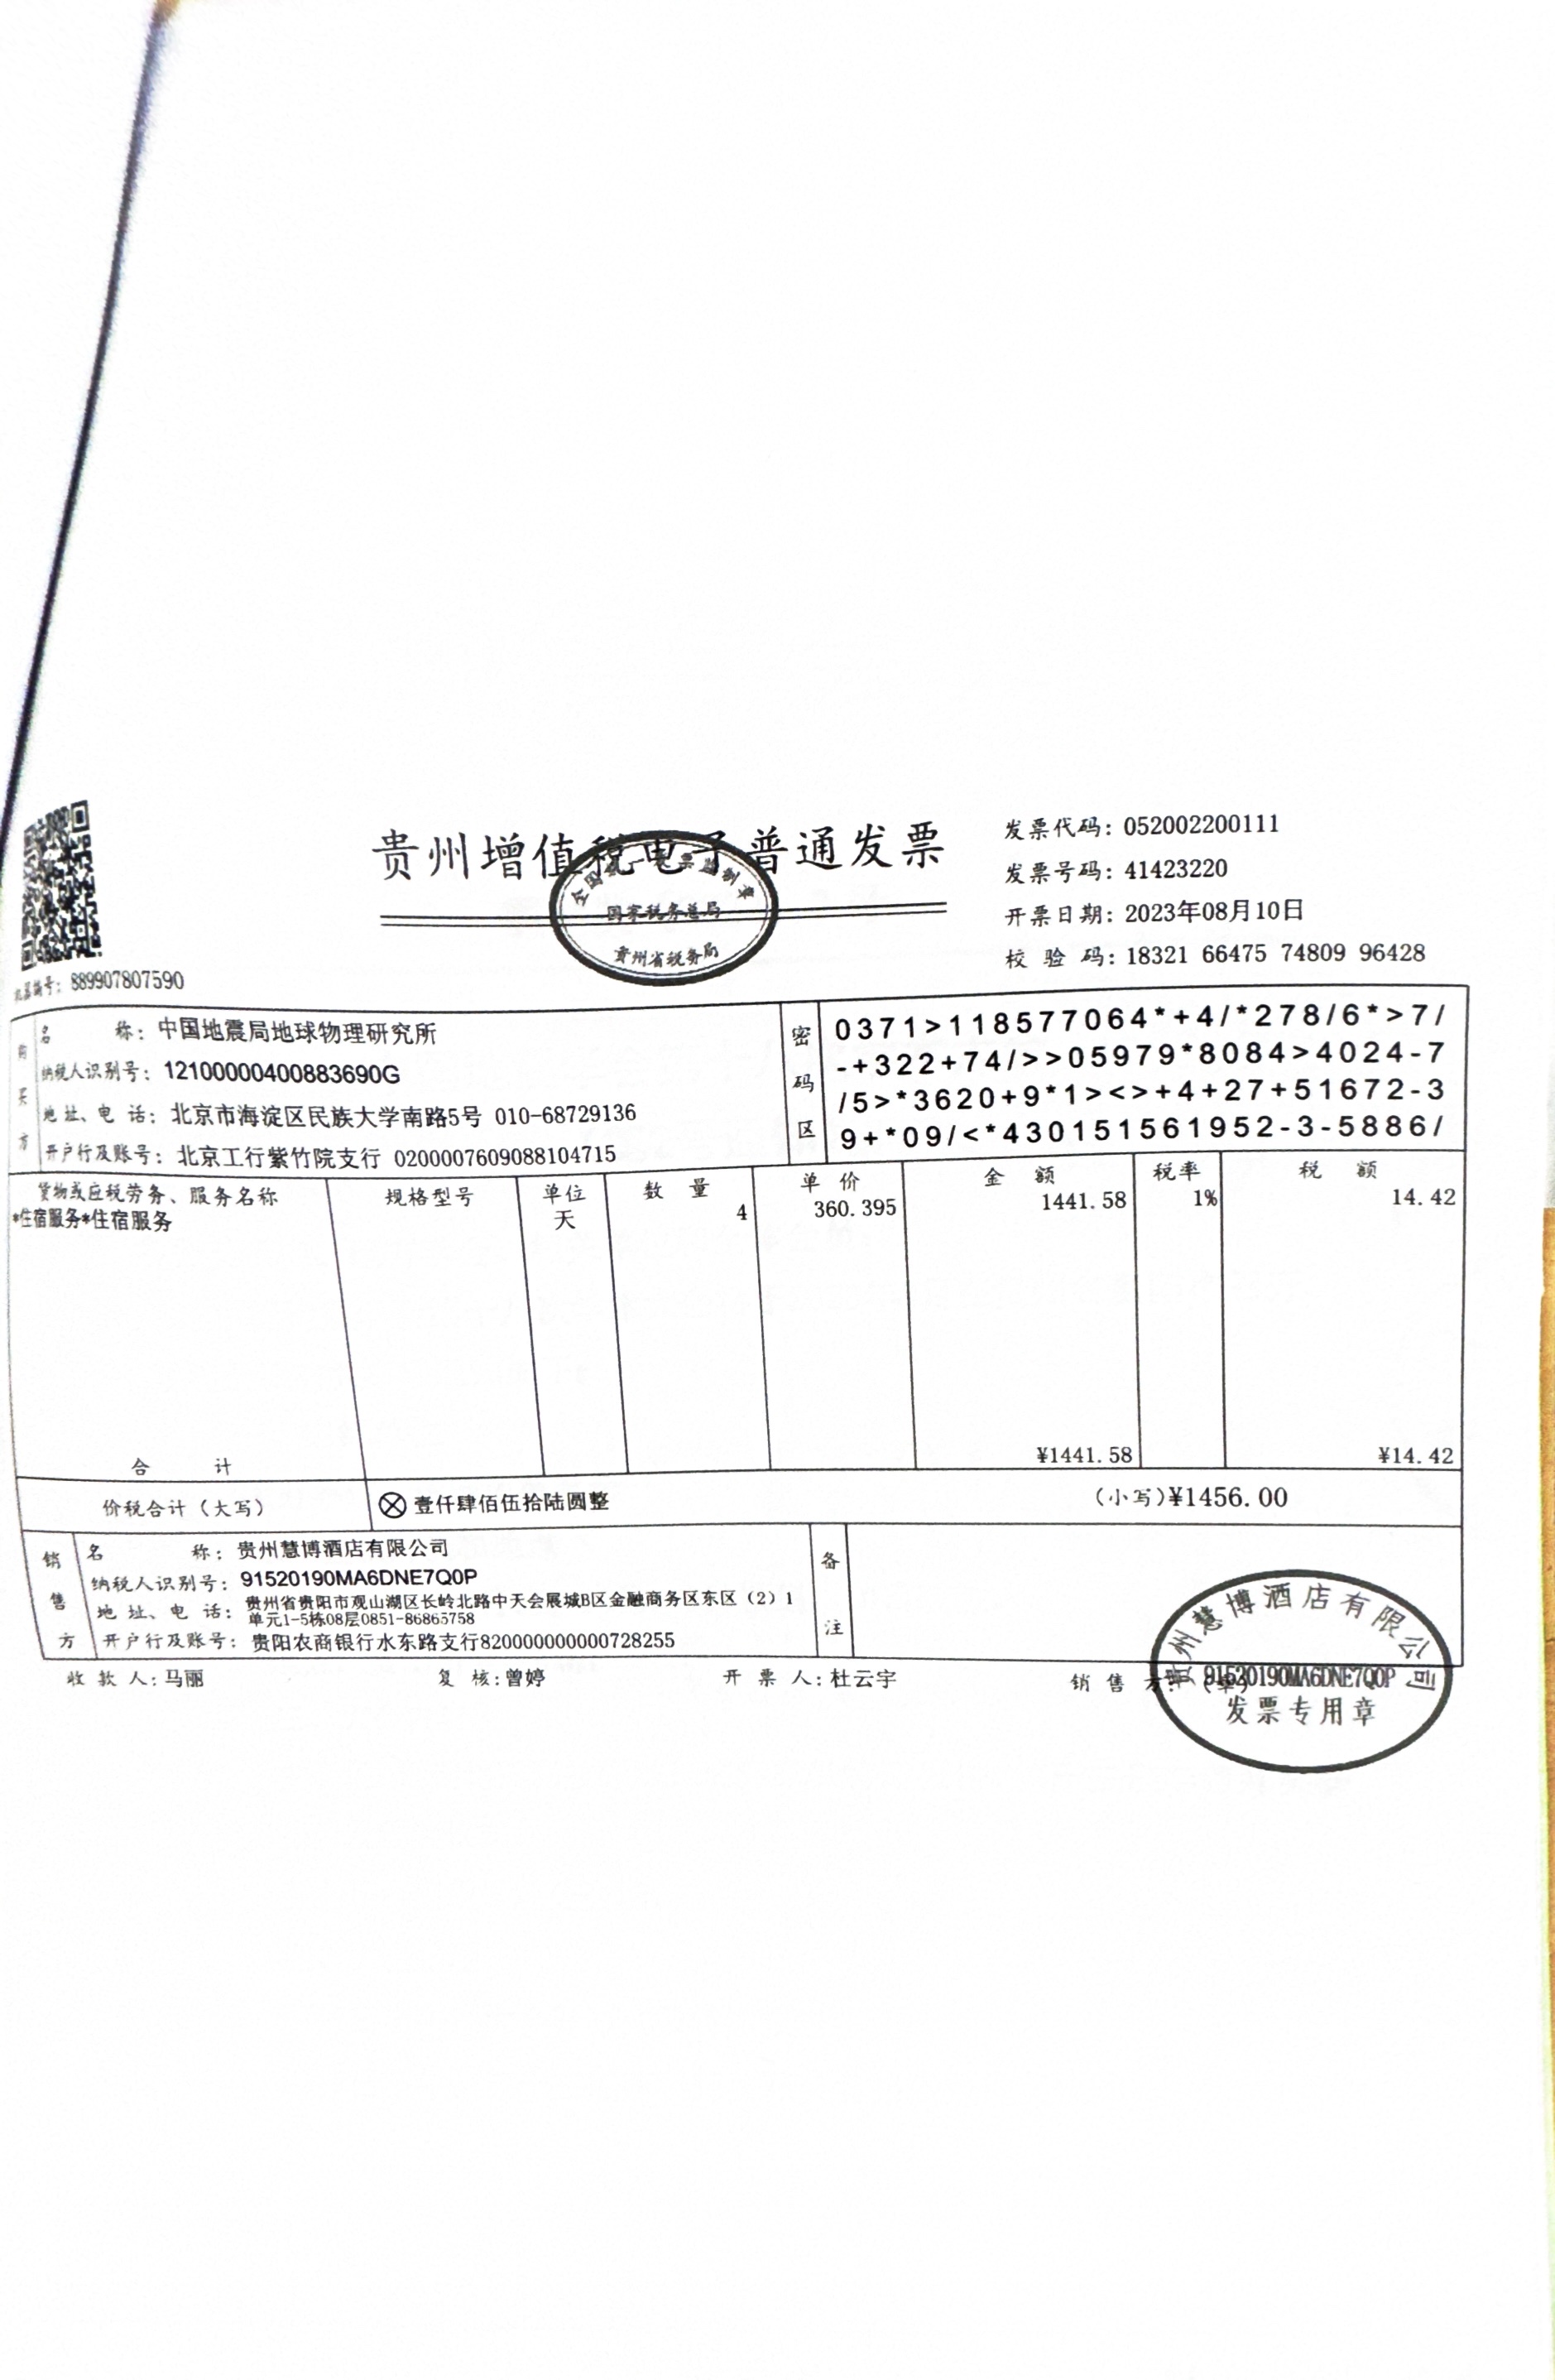 贵州增值税电子普通发票
全国统一发票监制章
国家税务总局
贵州省税务局
发票代码: 052002200111
发票号码: 41423220
开票日期: 2023年08月10日
校 验 码: 18321 66475 74809 96428
机器编号: 889907807590
购买方
名 称: 中国地震局地球物理研究所
纳税人识别号: 12100000400883690G
地址、电话: 北京市海淀区民族大学南路5号 010-68729136
开户行及账号: 北京工行紫竹院支行 0200007609088104715
密码区
0371>118577064*+4/*278/6*>7/
-+322+74/>>05979*8084>4024-7
/5>*3620+9*1><>+4+27+51672-3
9+*09/<*430151561952-3-5886/
货物或应税劳务、服务名称 规格型号 单位 数 量 单 价 金 额 税率 税 额
*住宿服务*住宿服务 天 4 360.395 1441.58 1% 14.42
合 计 ¥1441.58 ¥14.42
价税合计（大写） ⊗壹仟肆佰伍拾陆圆整 （小写）¥1456.00
销售方
名 称: 贵州慧博酒店有限公司
纳税人识别号: 91520190MA6DNE7Q0P
地址、电话: 贵州省贵阳市观山湖区长岭北路中天会展城B区金融商务区东区（2）1
单元1-5栋08层0851-86865758
开户行及账号: 贵阳农商银行水东路支行820000000000728255
备注
收款人: 马丽 复核: 曾婷 开票人: 杜云宇 销售方: （章）
贵州慧博酒店有限公司
91520190MA6DNE7Q0P
发票专用章